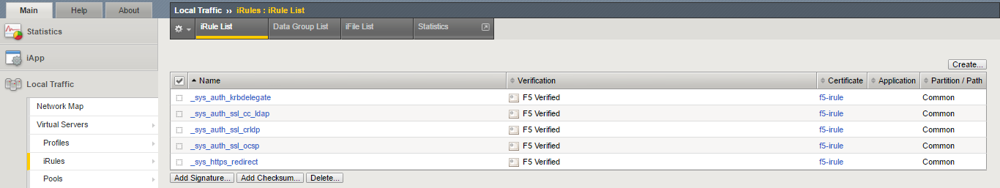 Main Help About
Local Traffic ›› iRules : iRule List
Statistics
iRule List Data Group List iFile List Statistics
iApp
Local Traffic
Create...
Name Verification Certificate Application Partition / Path
Network Map
_sys_auth_krbdelegate F5 Verified f5-irule Common
Virtual Servers
_sys_auth_ssl_cc_ldap F5 Verified f5-irule Common
Profiles
_sys_auth_ssl_crldp F5 Verified f5-irule Common
iRules
_sys_auth_ssl_ocsp F5 Verified f5-irule Common
Pools
_sys_https_redirect F5 Verified f5-irule Common
Add Signature... Add Checksum... Delete...